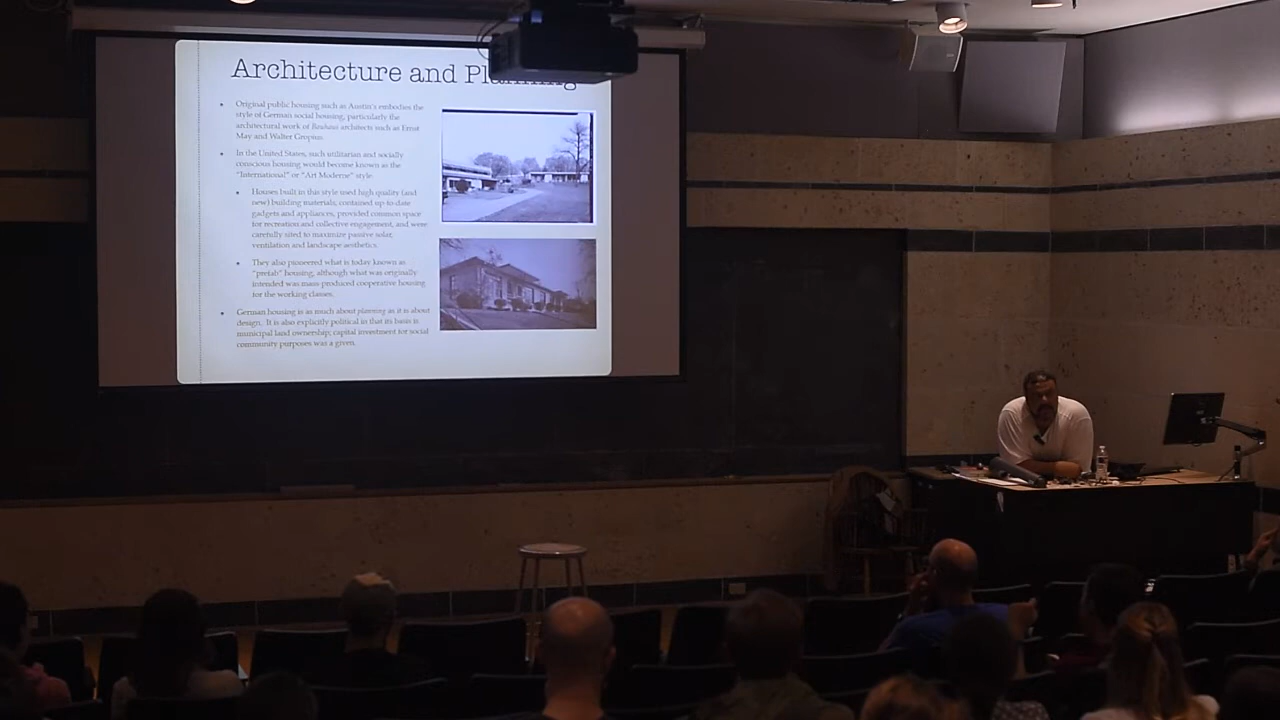 Architecture and Planning
Original public housing such as Austin's embodies the
style of German social housing, particularly the
architectural work of Bauhaus architects such as Ernst
May and Walter Gropius.
In the United States, such utilitarian and socially
conscious housing would become known as the
"International" or "Art Moderne" style.
Houses built in this style used high quality (and
new) building materials, contained up-to-date
gadgets and appliances, provided common space
for recreation and collective engagement, and were
carefully sited to maximize passive solar,
ventilation and landscape aesthetics.
They also pioneered what is today known as
"prefab" housing, although what was originally
intended was mass-produced cooperative housing
for the working classes.
German housing is as much about planning as it is about
design. It is also explicitly political in that its basis is
municipal land ownership; capital investment for social
community purposes was a given.